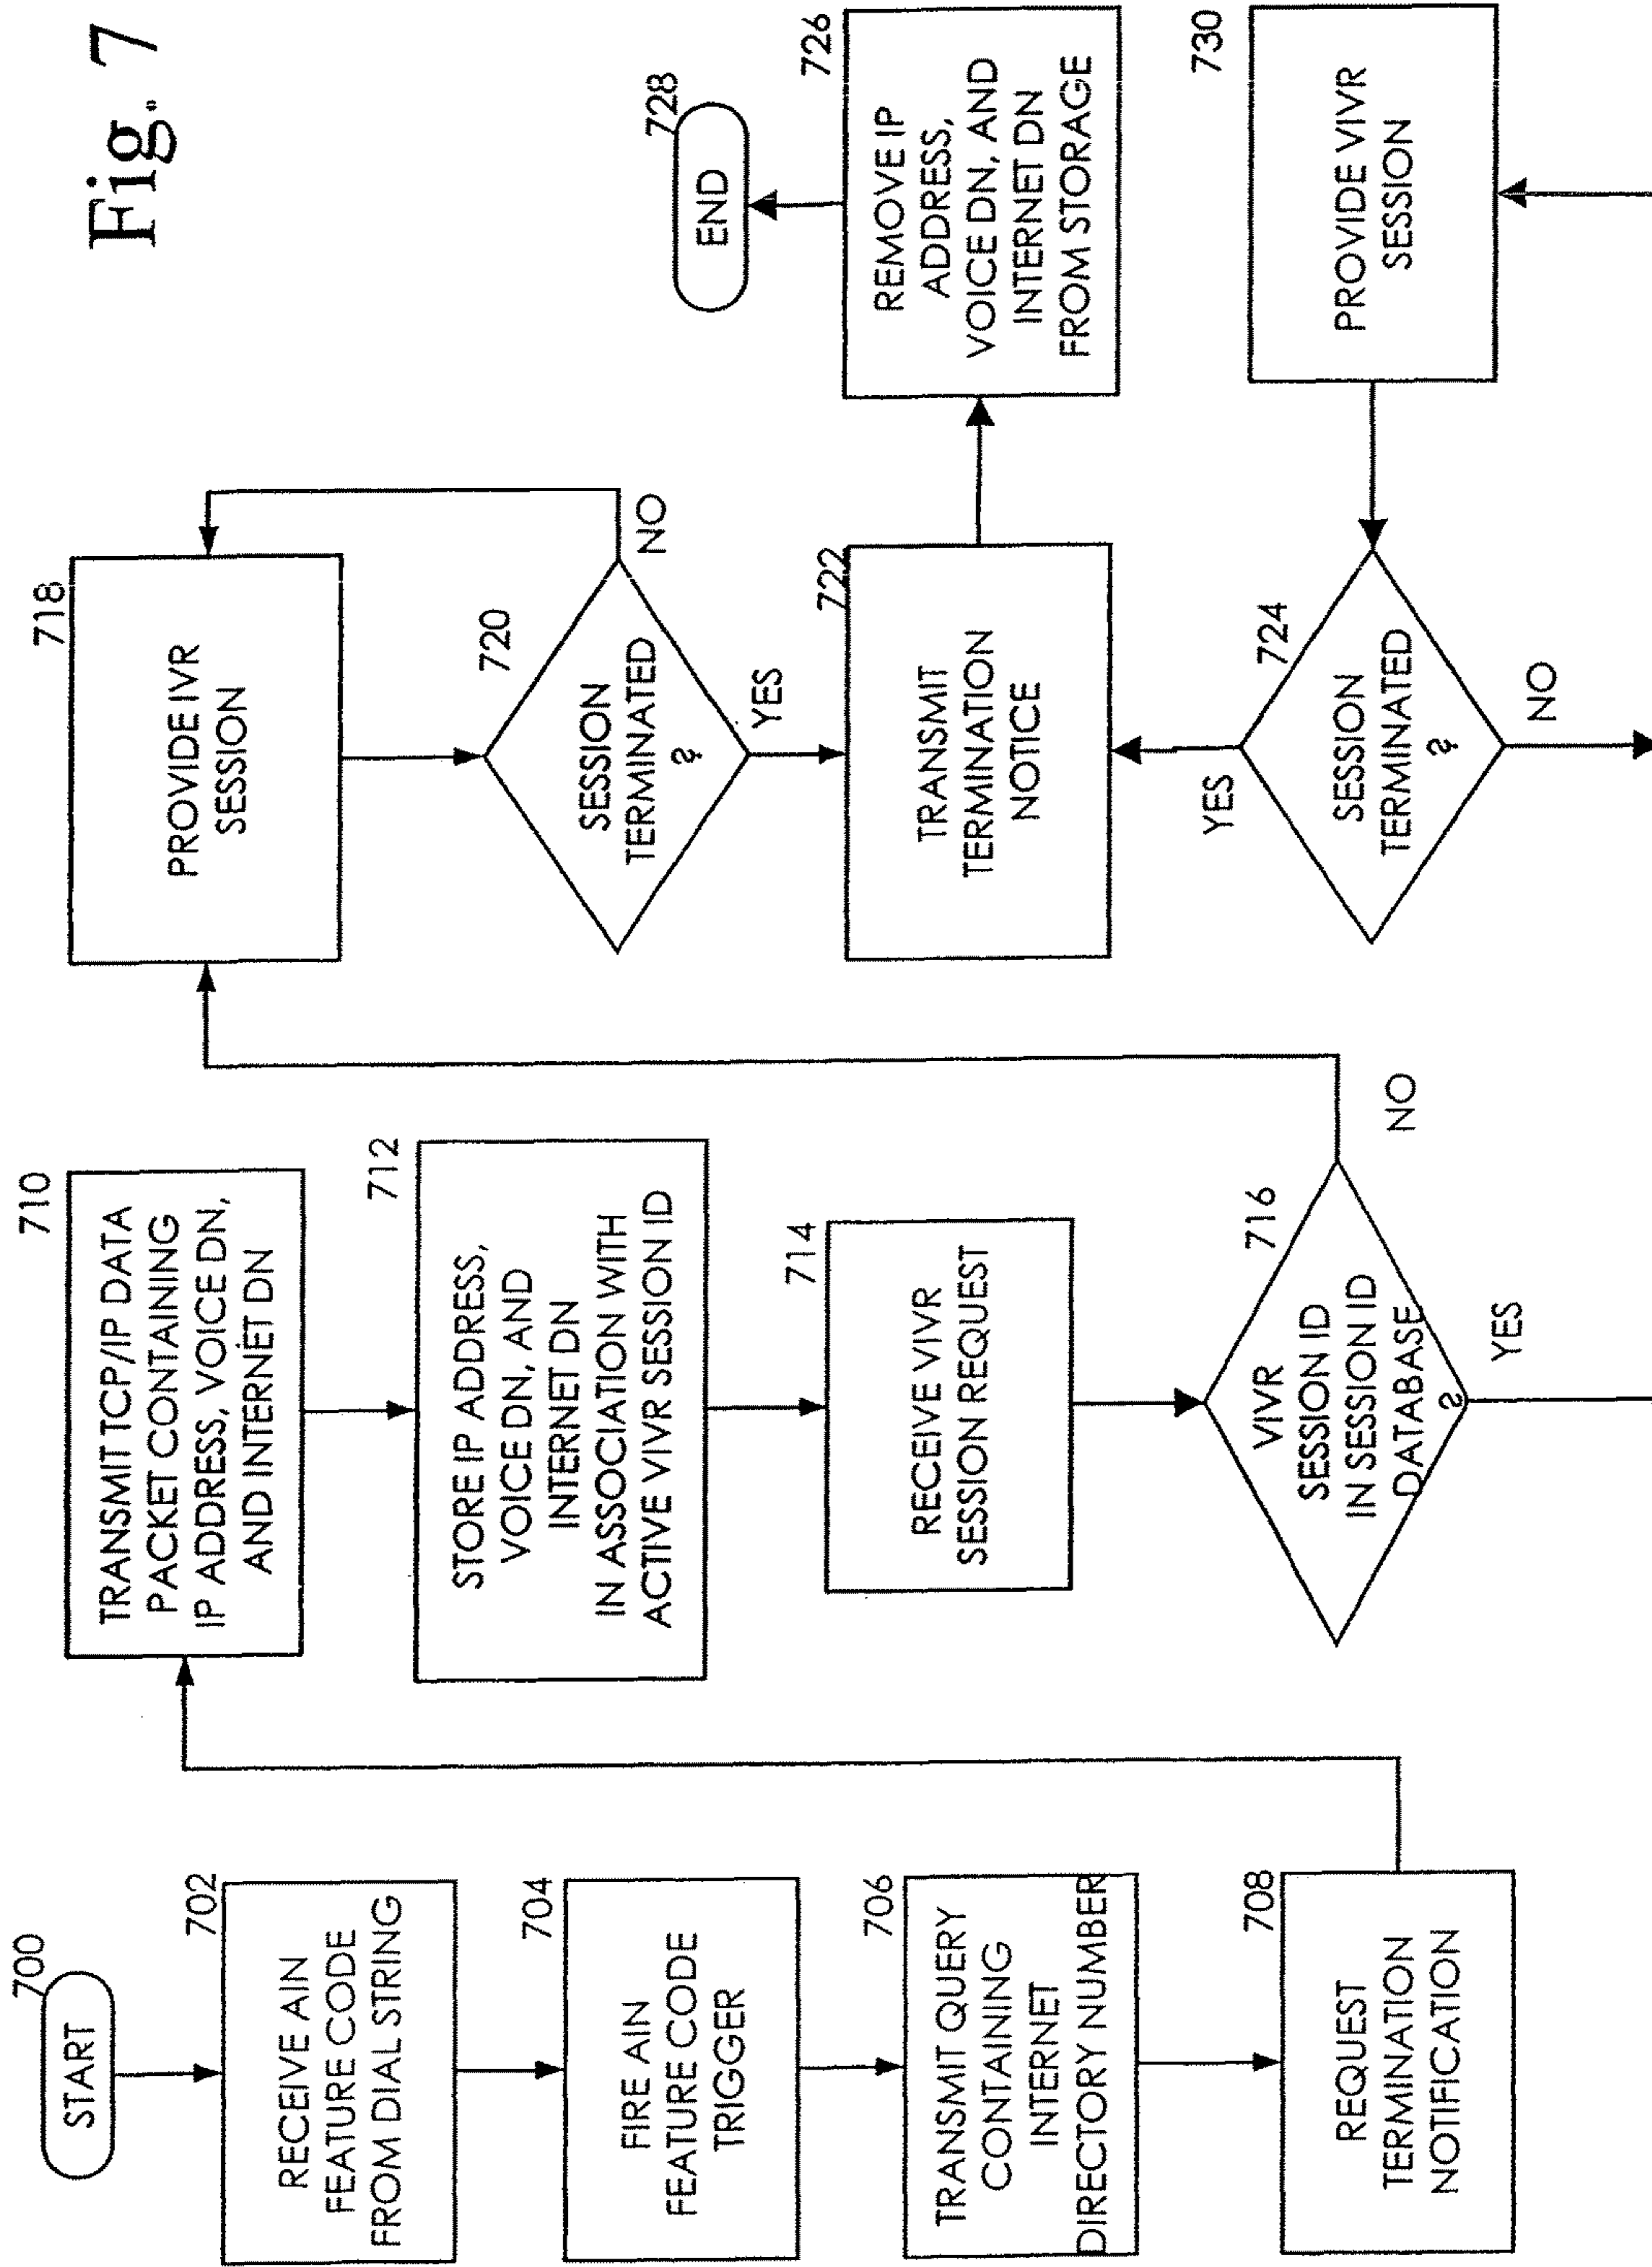 Fig. 7
700
START
702
RECEIVE AIN
FEATURE CODE
FROM DIAL STRING
704
FIRE AIN
FEATURE CODE
TRIGGER
706
TRANSMIT QUERY
CONTAINING
INTERNET
DIRECTORY NUMBER
708
REQUEST
TERMINATION
NOTIFICATION
710
TRANSMIT TCP/IP DATA
PACKET CONTAINING
IP ADDRESS, VOICE DN,
AND INTERNET DN
712
STORE IP ADDRESS,
VOICE DN, AND
INTERNET DN
IN ASSOCIATION WITH
ACTIVE VIVR SESSION ID
714
RECEIVE VIVR
SESSION REQUEST
716
VIVR
SESSION ID
IN SESSION ID
DATABASE
?
NO
YES
718
PROVIDE IVR
SESSION
720
SESSION
TERMINATED
?
NO
YES
722
TRANSMIT
TERMINATION
NOTICE
724
SESSION
TERMINATED
?
YES
NO
726
REMOVE IP
ADDRESS,
VOICE DN, AND
INTERNET DN
FROM STORAGE
728
END
730
PROVIDE VIVR
SESSION